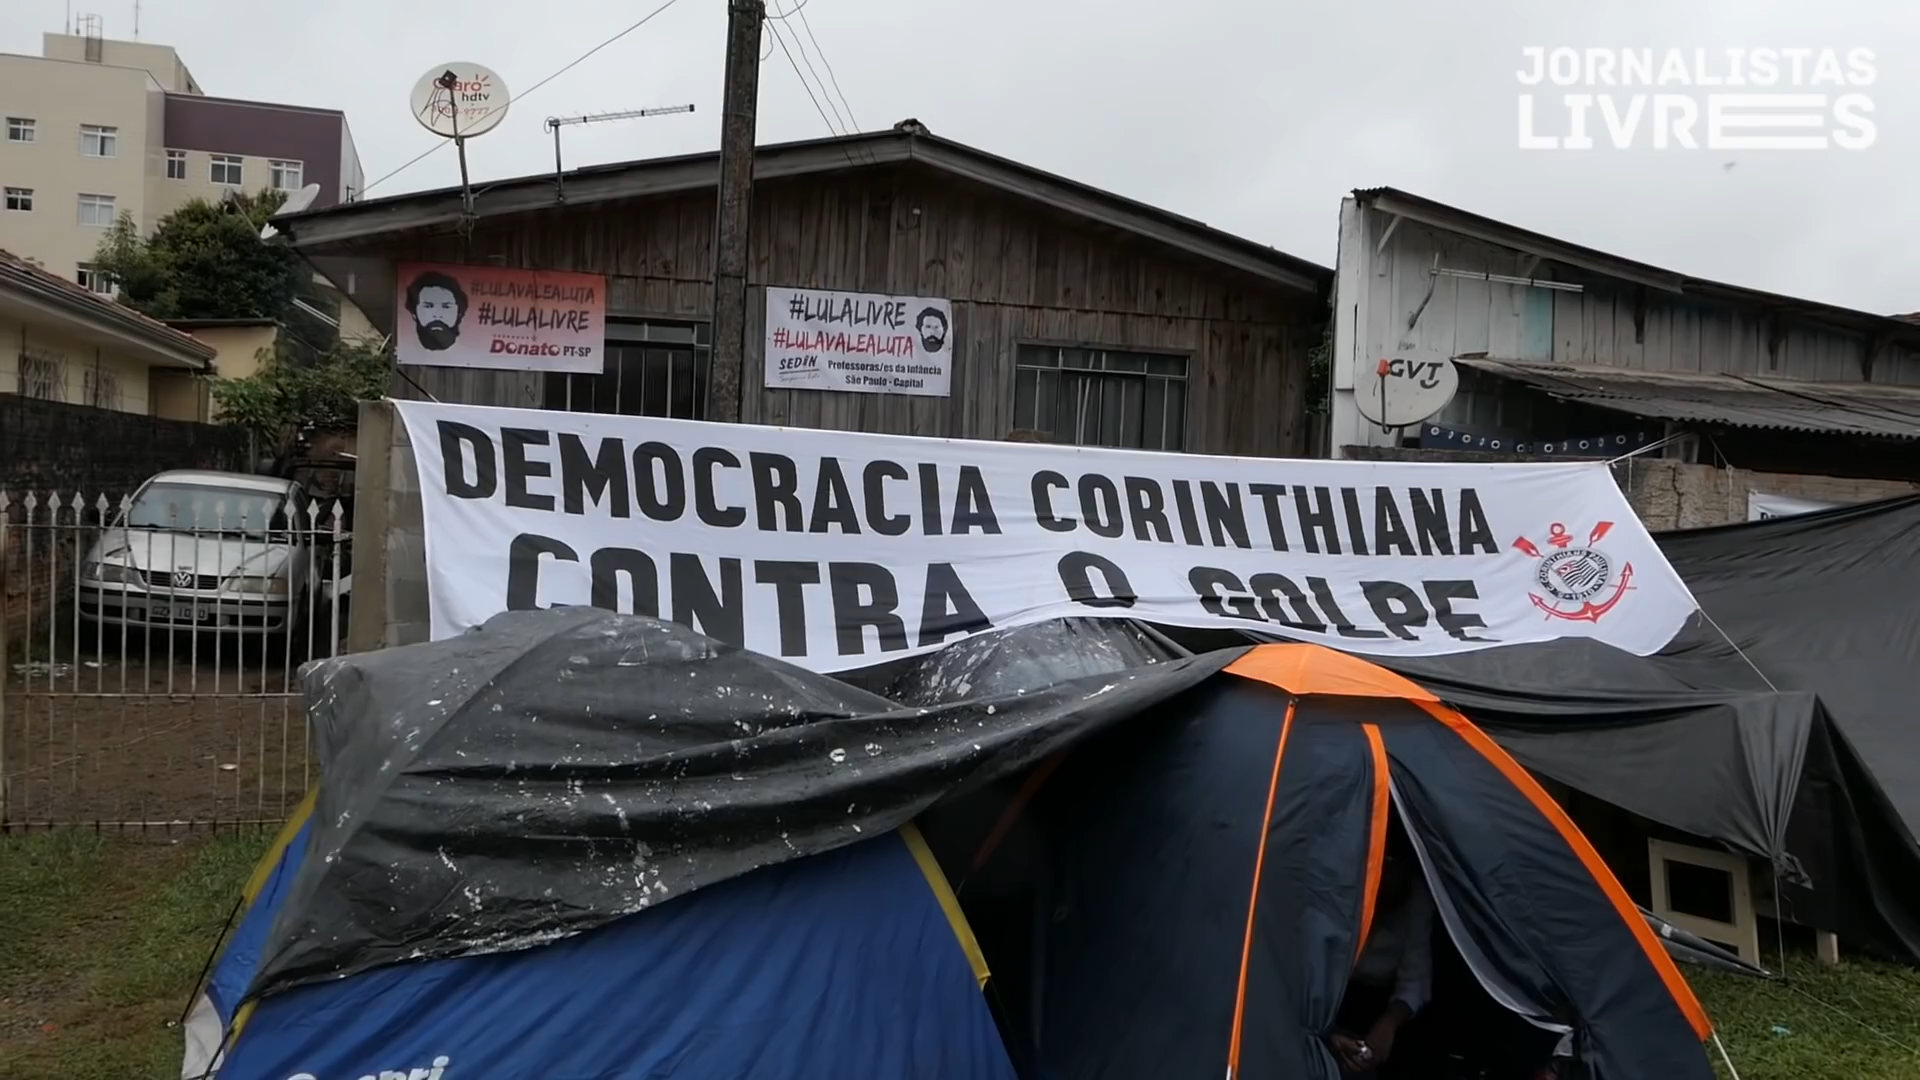 JORNALISTAS
LIVRES
Claro
hdtv
#LULAVALEALUTA
#LULALIVRE
Donato PT-SP
#LULALIVRE
#LULAVALEALUTA
SEDIN
Professoras/es da Infância
São Paulo - Capital
GVT
DEMOCRACIA CORINTHIANA
CONTRA O GOLPE